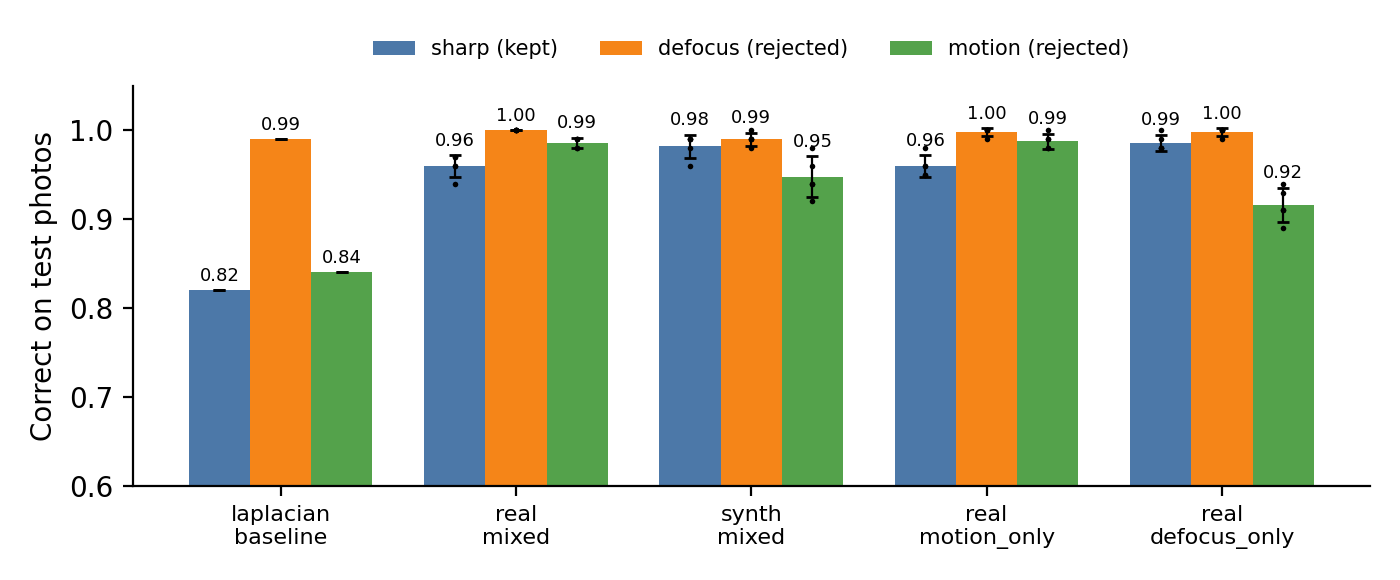 sharp (kept) defocus (rejected) motion (rejected)
Correct on test photos
1.0
0.9
0.8
0.7
0.6
0.82 0.99 0.84
0.96 1.00 0.99
0.98 0.99 0.95
0.96 1.00 0.99
0.99 1.00 0.92
laplacian
baseline
real
mixed
synth
mixed
real
motion_only
real
defocus_only